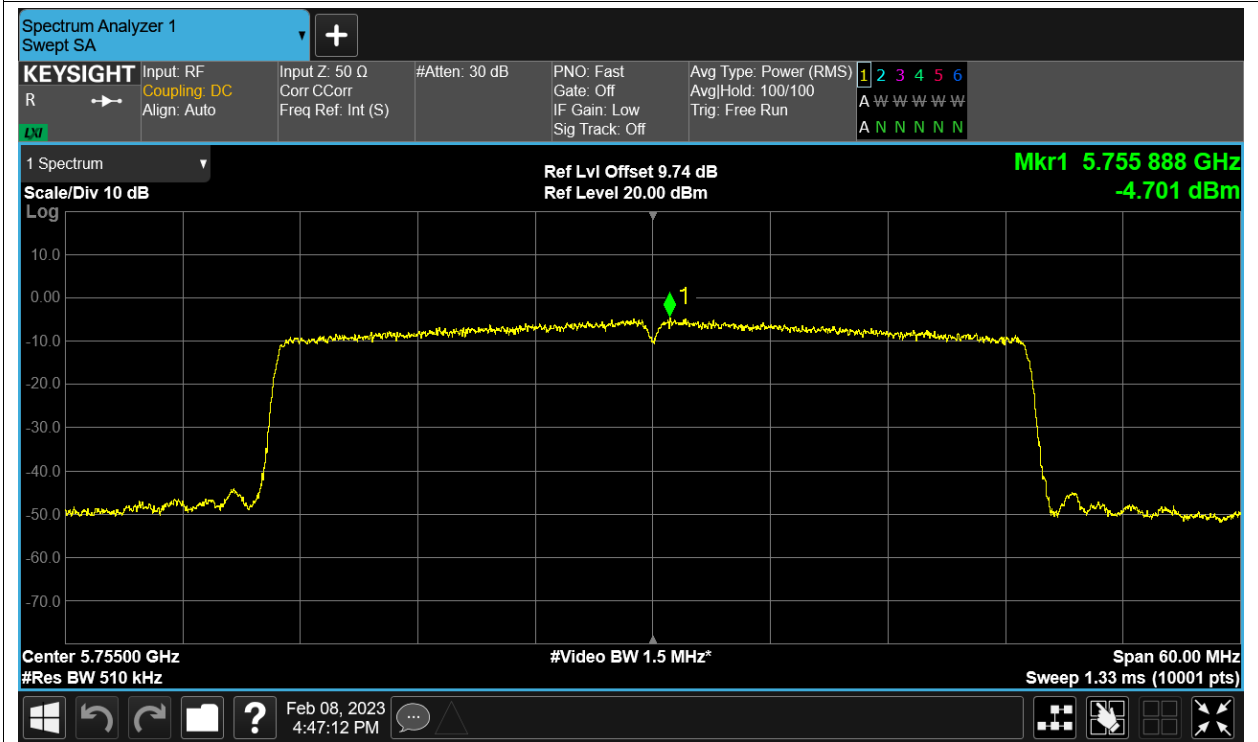 Spectrum Analyzer 1
Swept SA
+
KEYSIGHT
R
LXI
Input: RF
Coupling: DC
Align: Auto
Input Z: 50 Ω
Corr CCorr
Freq Ref: Int (S)
#Atten: 30 dB
PNO: Fast
Gate: Off
IF Gain: Low
Sig Track: Off
Avg Type: Power (RMS)
Avg|Hold: 100/100
Trig: Free Run
1 2 3 4 5 6
A W W W W W
A N N N N N
1 Spectrum
Scale/Div 10 dB
Log
Ref Lvl Offset 9.74 dB
Ref Level 20.00 dBm
Mkr1 5.755 888 GHz
-4.701 dBm
10.0
0.00
-10.0
-20.0
-30.0
-40.0
-50.0
-60.0
-70.0
1
Center 5.75500 GHz
#Res BW 510 kHz
#Video BW 1.5 MHz*
Span 60.00 MHz
Sweep 1.33 ms (10001 pts)
?
Feb 08, 2023
4:47:12 PM